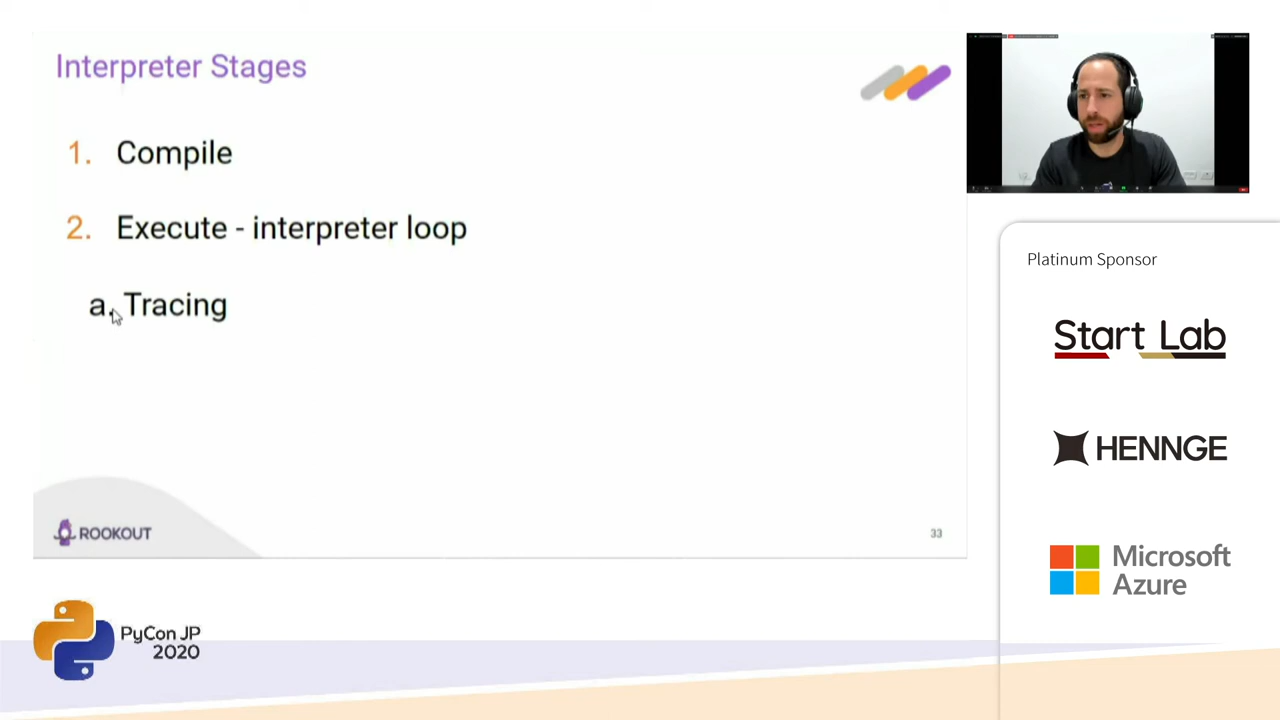 Interpreter Stages
1. Compile
2. Execute - interpreter loop
a. Tracing
ROOKOUT
33
Platinum Sponsor
Start Lab
HENNGE
Microsoft
Azure
PyCon JP
2020